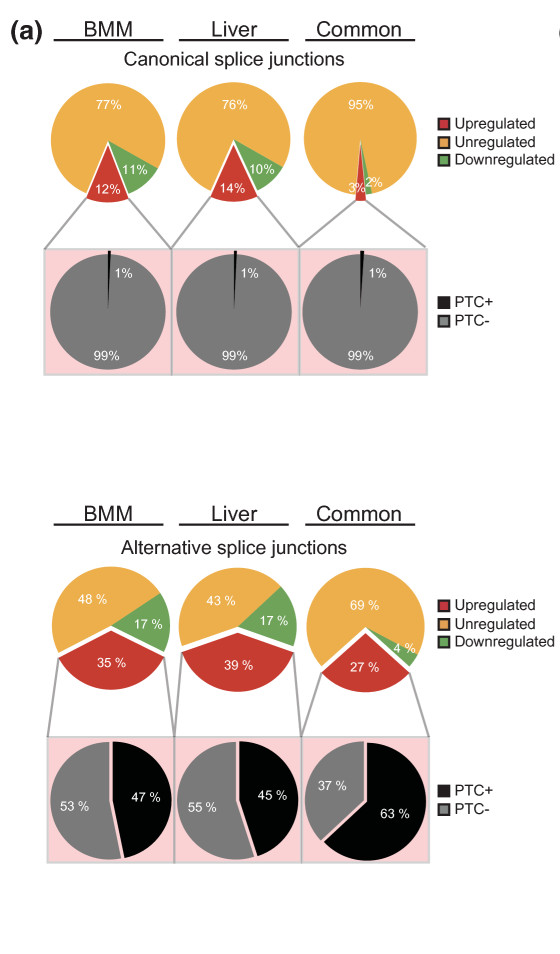 (a)
BMM Liver Common
Canonical splice junctions
77% 76% 95%
Upregulated
Unregulated
Downregulated
11% 10% 2%
12% 14% 3%
1% 1% 1%
PTC+
PTC-
99% 99% 99%
BMM Liver Common
Alternative splice junctions
48 % 43 % 69 %
Upregulated
Unregulated
Downregulated
17 % 17 % 4 %
35 % 39 % 27 %
PTC+
PTC-
53 % 47 % 55 % 45 % 37 % 63 %